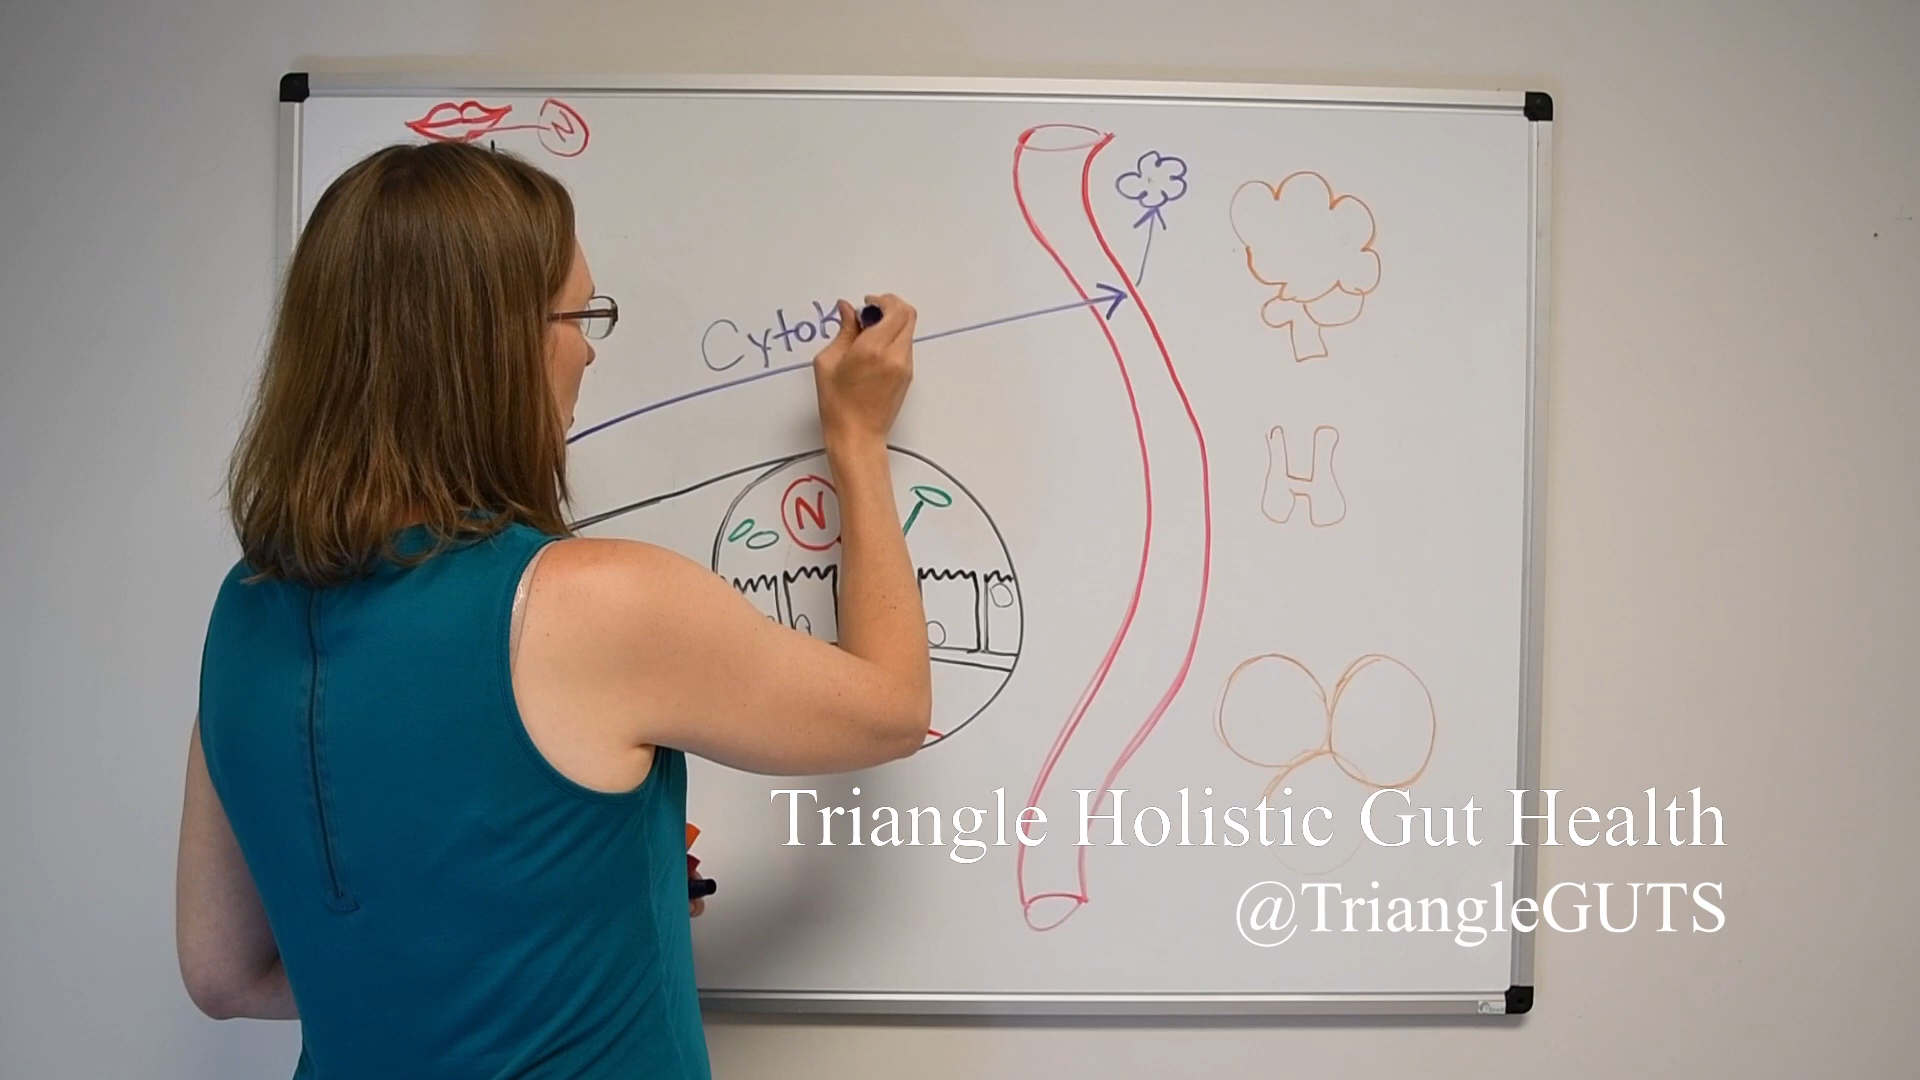 N
Cytok
N
Triangle Holistic Gut Health
@TriangleGUTS